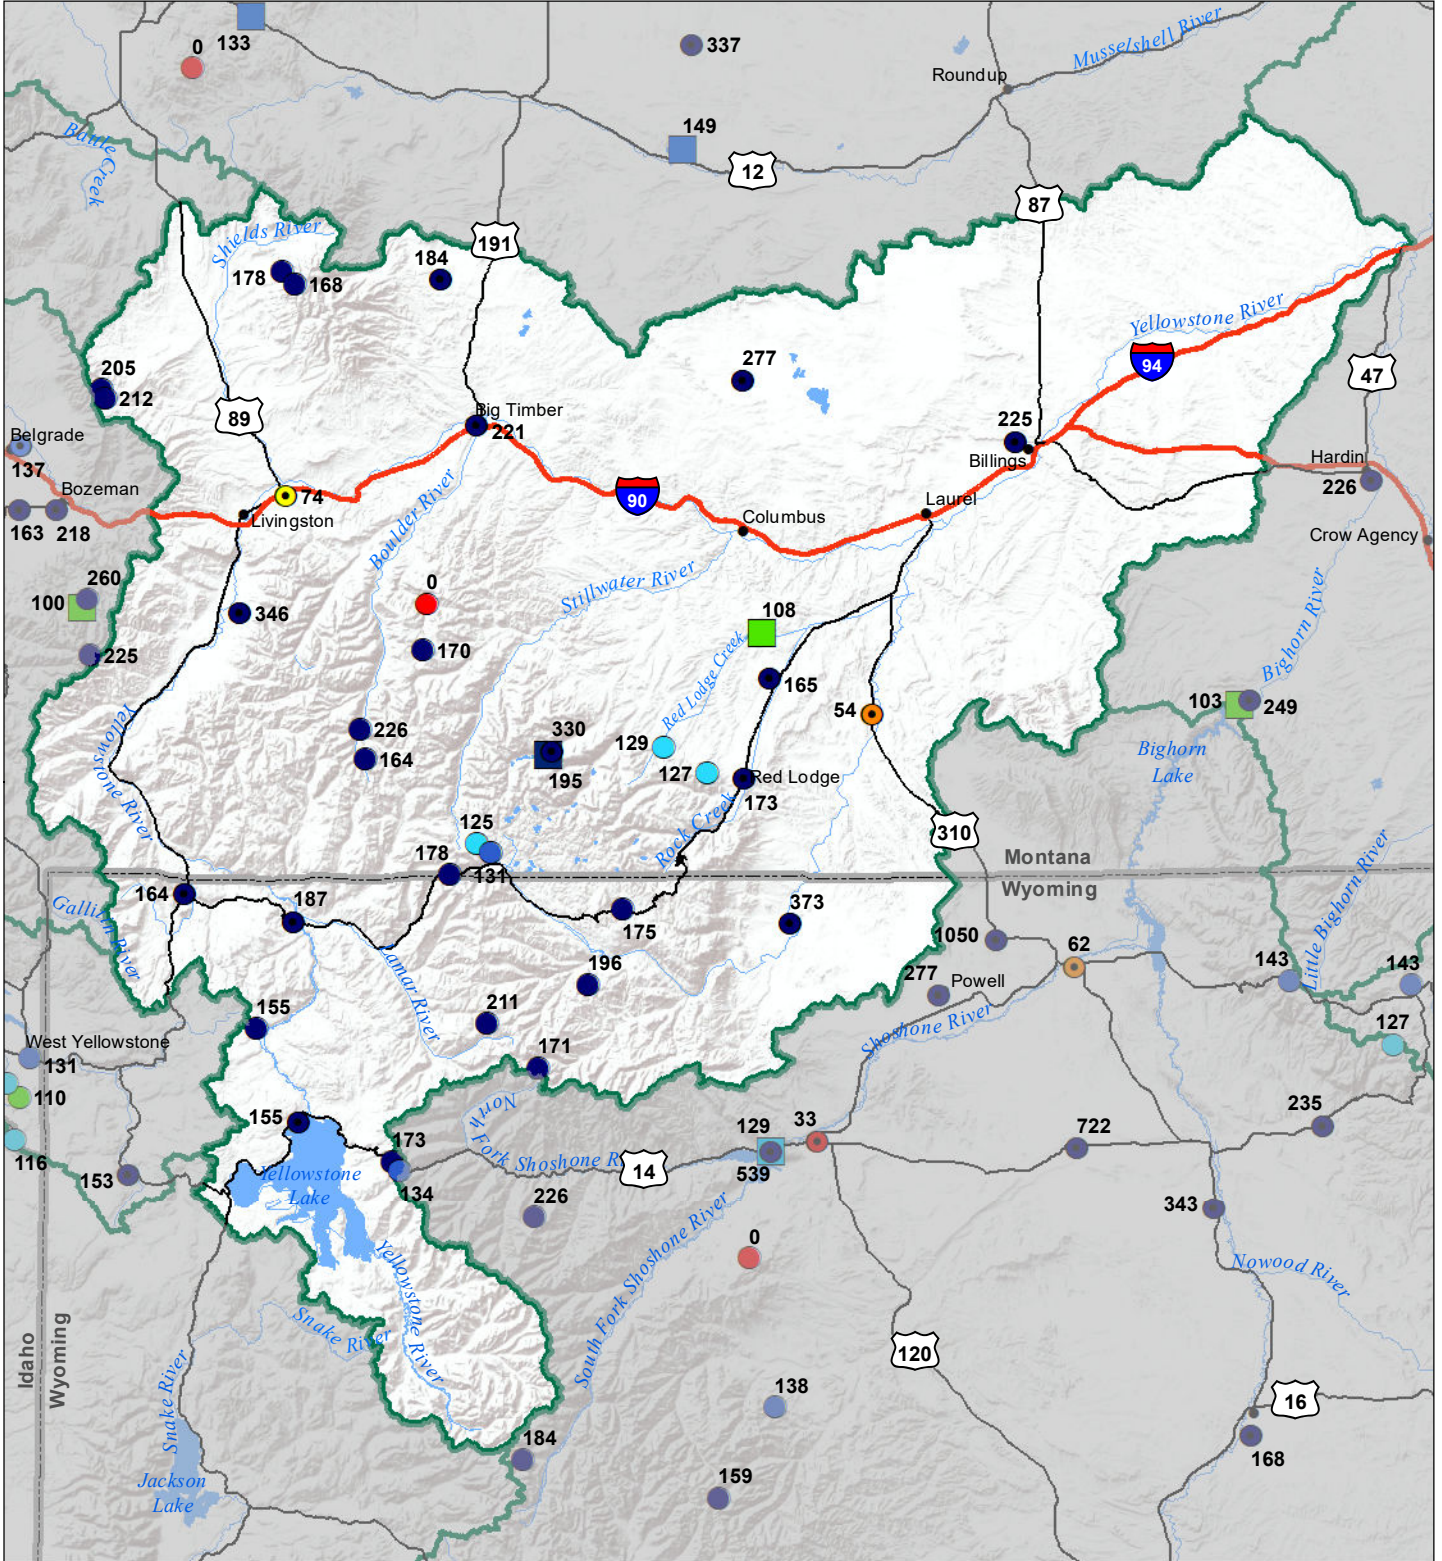 0
133
337
Roundup
Musselshell River
149
12
Battle Creek
87
191
Shields River
178
168
184
Yellowstone River
94
277
47
205
212
89
Big Timber
221
225
Billings
Belgrade
137
Hardin
226
Bozeman
163
218
74
Livingston
90
Columbus
Laurel
Crow Agency
Boulder River
Stillwater River
260
100
346
0
170
108
Bighorn River
225
Red Lodge Creek
165
54
103
249
Yellowstone River
226
164
330
195
129
127
Red Lodge
173
Bighorn
Lake
125
178
131
Rock Creek
310
Montana
Wyoming
Little Bighorn River
164
187
Gallatin River
175
373
1050
62
143
143
Lamar River
196
277
Powell
155
211
Shoshone River
127
West Yellowstone
131
110
171
155
173
134
North Fork Shoshone R
14
129
539
33
722
235
116
153
Yellowstone
Lake
226
343
South Fork Shoshone River
0
Nowood River
Yellowstone River
Snake River
Idaho
Wyoming
Snake River
120
138
16
184
168
Jackson
Lake
159